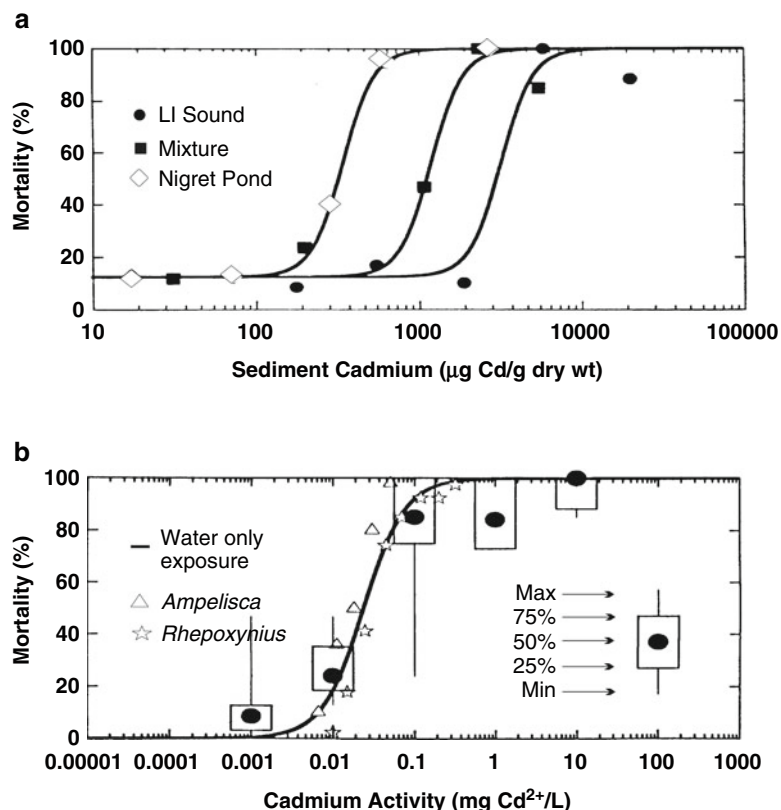 a
100
80
60
40
20
0
Mortality (%)
LI Sound
Mixture
Nigret Pond
10 100 1000 10000 100000
Sediment Cadmium (µg Cd/g dry wt)
b
100
80
60
40
20
0
Mortality (%)
Water only
exposure
Ampelisca
Rhepoxynius
Max
75%
50%
25%
Min
0.00001 0.0001 0.001 0.01 0.1 1 10 100 1000
Cadmium Activity (mg Cd²⁺/L)